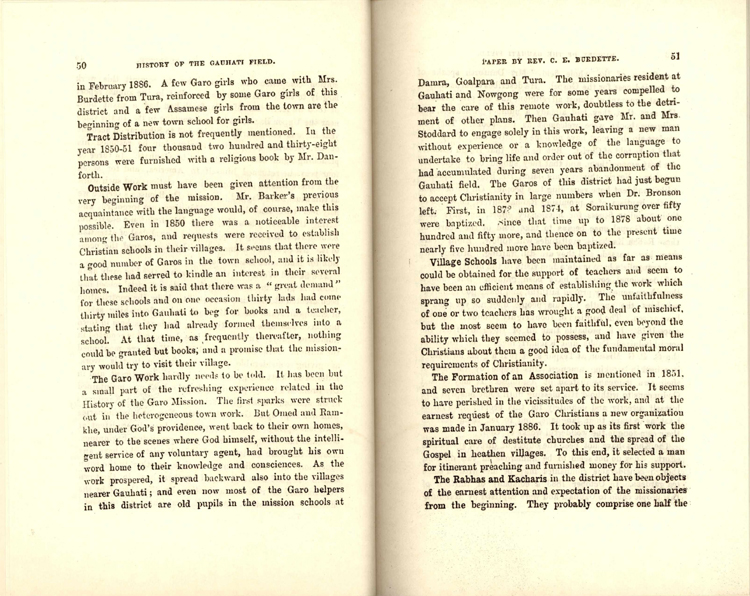 50 HISTORY OF THE GAUHATI FIELD.
in February 1886. A few Garo girls who came with Mrs.
Burdette from Tura, reinforced by some Garo girls of this
district and a few Assamese girls from the town are the
beginning of a new town school for girls.
Tract Distribution is not frequently mentioned. In the
year 1850-51 four thousand two hundred and thirty-eight
persons were furnished with a religious book by Mr. Dan-
forth.
Outside Work must have been given attention from the
very beginning of the mission. Mr. Barker's previous
acquaintance with the language would, of course, make this
possible. Even in 1850 there was a noticeable interest
among the Garos, and requests were received to establish
Christian schools in their villages. It seems that there were
a good number of Garos in the town school, and it is likely
that these had served to kindle an interest in their several
homes. Indeed it is said that there was a "great demand"
for these schools and on one occasion thirty lads had come
thirty miles into Gauhati to beg for books and a teacher,
stating that they had already formed themselves into a
school. At that time, as frequently thereafter, nothing
could be granted but books, and a promise that the mission-
ary would try to visit their village.
The Garo Work hardly needs to be told. It has been but
a small part of the refreshing experience related in the
History of the Garo Mission. The first sparks were struck
out in the heterogeneous town work. But Omed and Ram-
khe, under God's providence, went back to their own homes,
nearer to the scenes where God himself, without the intelli-
gent service of any voluntary agent, had brought his own
word home to their knowledge and consciences. As the
work prospered, it spread backward also into the villages
nearer Gauhati; and even now most of the Garo helpers
in this district are old pupils in the mission schools at
PAPER BY REV. C. E. BURDETTE. 51
Damra, Goalpara and Tura. The missionaries resident at
Gauhati and Nowgong were for some years compelled to
bear the care of this remote work, doubtless to the detri-
ment of other plans. Then Gauhati gave Mr. and Mrs.
Stoddard to engage solely in this work, leaving a new man
without experience or a knowledge of the language to
undertake to bring life and order out of the corruption that
had accumulated during seven years abandonment of the
Gauhati field. The Garos of this district had just begun
to accept Christianity in large numbers when Dr. Bronson
left. First, in and 1874, at Soraikurung over fifty
were baptized. Since that time up to 1878 about one
hundred and fifty more, and thence on to the present time
nearly five hundred more have been baptized.
Village Schools have been maintained as far as means
could be obtained for the support of teachers and seem to
have been an efficient means of establishing the work which
sprang up so suddenly and rapidly. The unfaithfulness
of one or two teachers has wrought a good deal of mischief,
but the most seem to have been faithful, even beyond the
ability which they seemed to possess, and have given the
Christians about them a good idea of the fundamental moral
requirements of Christianity.
The Formation of an Association is mentioned in 1851,
and seven brethren were set apart to its service. It seems
to have perished in the vicissitudes of the work, and at the
earnest request of the Garo Christians a new organization
was made in January 1886. It took up as its first work the
spiritual care of destitute churches and the spread of the
Gospel in heathen villages. To this end, it selected a man
for itinerant preaching and furnished money for his support.
The Rabhas and Kacharis in the district have been objects
of the earnest attention and expectation of the missionaries
from the beginning. They probably comprise one half the